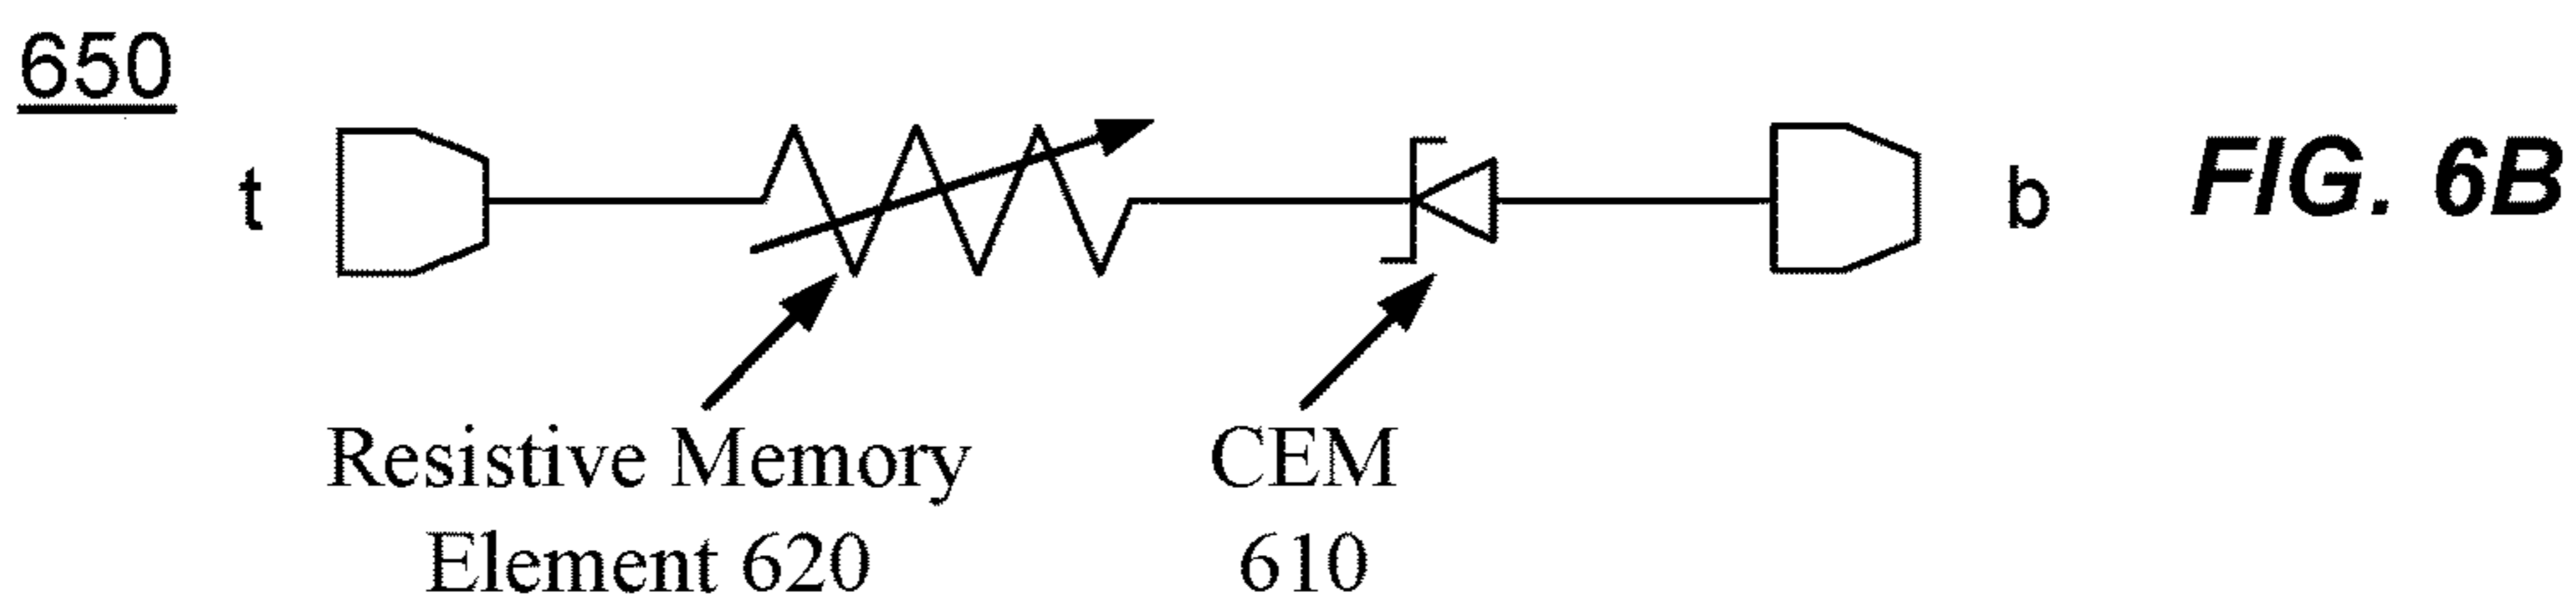 650
t
b
FIG. 6B
Resistive Memory
Element 620
CEM
610